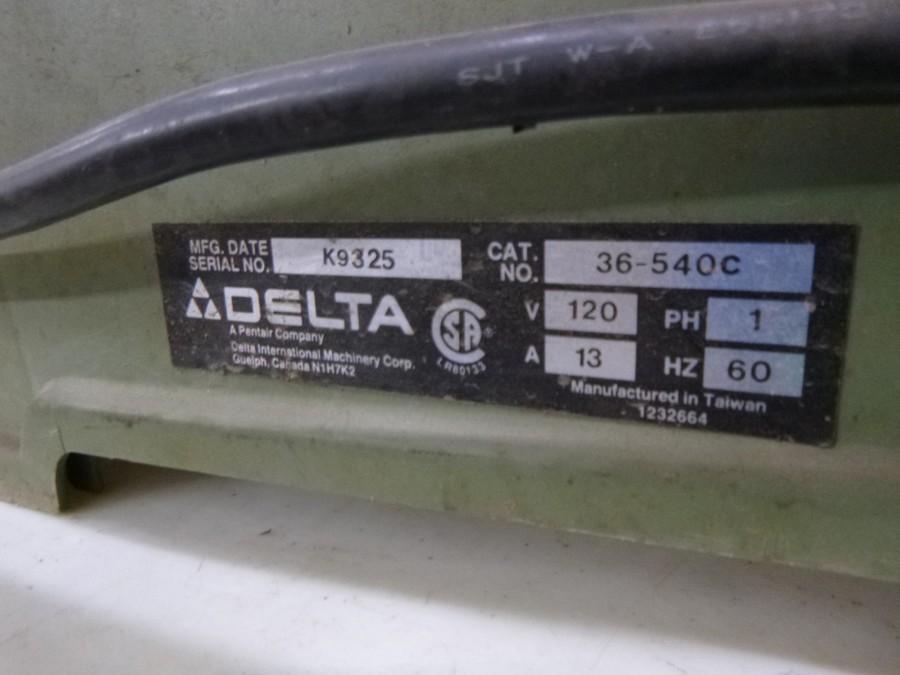 SJT W-A
MFG. DATE
SERIAL NO.
K9325
CAT.
NO.
36-540C
DELTA
A Pentair Company
Delta International Machinery Corp.
Guelph, Canada N1H7K2
SA
®
LR80133
V
120
PH
1
A
13
HZ
60
Manufactured in Taiwan
1232664